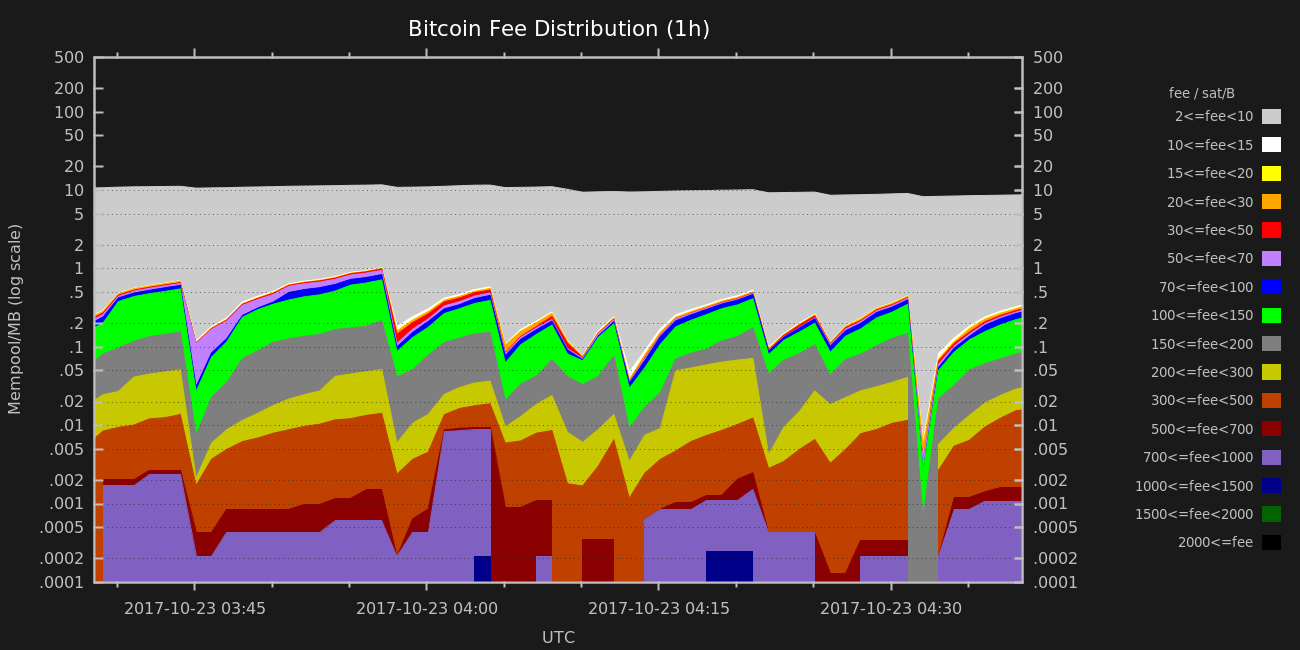 Bitcoin Fee Distribution (1h)
500 500
200 200
100 100
50 50
20 20
10 10
5 5
2 2
1 1
.5 .5
.2 .2
.1 .1
.05 .05
.02 .02
.01 .01
.005 .005
.002 .002
.001 .001
.0005 .0005
.0002 .0002
.0001 .0001
Mempool/MB (log scale)
2017-10-23 03:45 2017-10-23 04:00 2017-10-23 04:15 2017-10-23 04:30
UTC
fee / sat/B
2<=fee<10
10<=fee<15
15<=fee<20
20<=fee<30
30<=fee<50
50<=fee<70
70<=fee<100
100<=fee<150
150<=fee<200
200<=fee<300
300<=fee<500
500<=fee<700
700<=fee<1000
1000<=fee<1500
1500<=fee<2000
2000<=fee